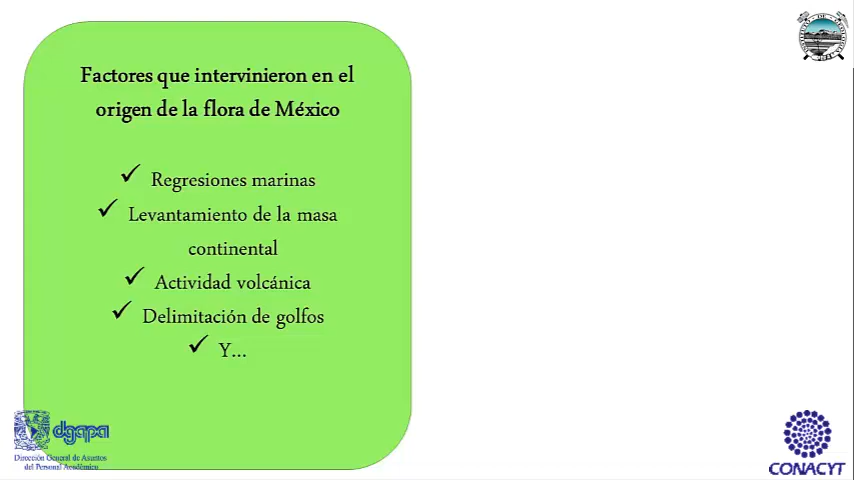 Factores que intervinieron en el
origen de la flora de México
✓ Regresiones marinas
✓ Levantamiento de la masa
continental
✓ Actividad volcánica
✓ Delimitación de golfos
✓ Y...
dgapa
Dirección General de Asuntos
del Personal Académico
CONACYT